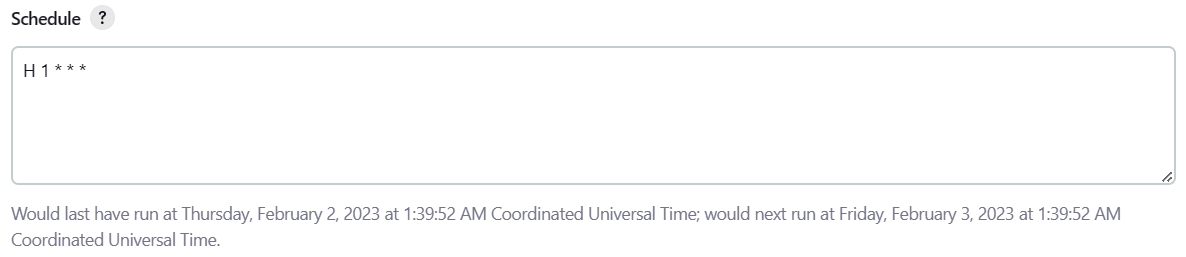 Schedule ?
H 1 * * *
Would last have run at Thursday, February 2, 2023 at 1:39:52 AM Coordinated Universal Time; would next run at Friday, February 3, 2023 at 1:39:52 AM
Coordinated Universal Time.